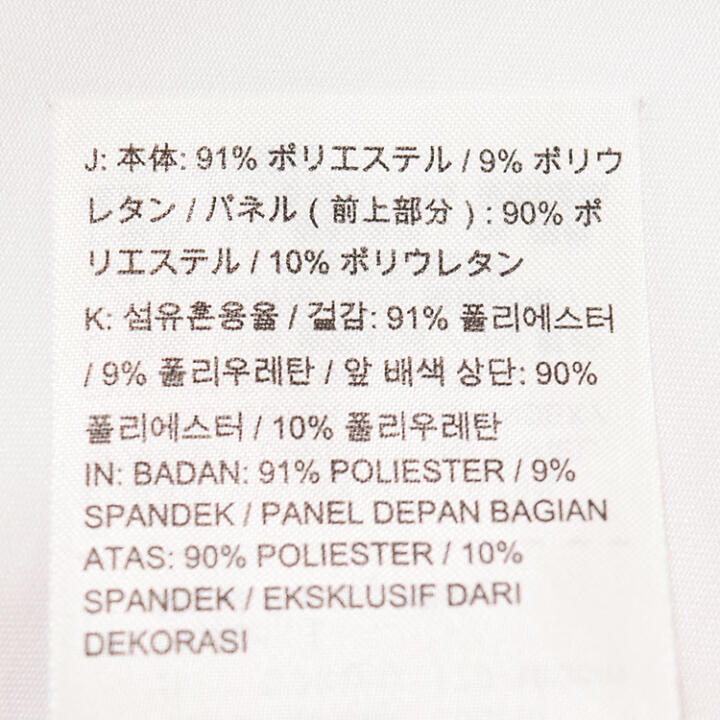 J: 本体: 91% ポリエステル / 9% ポリウ
レタン / パネル ( 前上部分 ) : 90% ポ
リエステル / 10% ポリウレタン
K: 섬유혼용율 / 겉감: 91% 폴리에스터
/ 9% 폴리우레탄 / 앞 배색 상단: 90%
폴리에스터 / 10% 폴리우레탄
IN: BADAN: 91% POLIESTER / 9%
SPANDEK / PANEL DEPAN BAGIAN
ATAS: 90% POLIESTER / 10%
SPANDEK / EKSKLUSIF DARI
DEKORASI